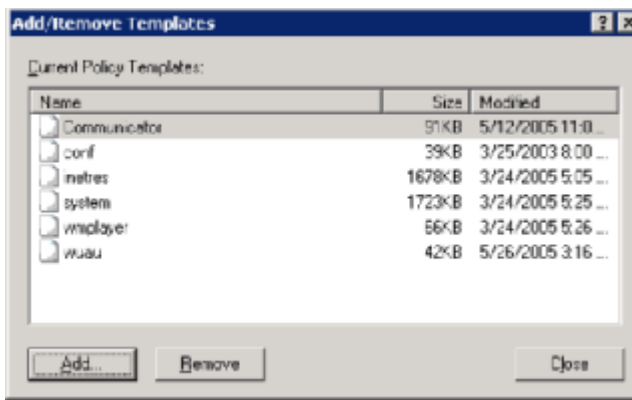 Add/Remove Templates
Current Policy Templates:
Name Size Modified
Communicator 91KB 5/12/2005 11:0...
conf 39KB 3/25/2003 8:00 ...
inetres 1678KB 3/24/2005 5:05 ...
system 1723KB 3/24/2005 5:25 ...
wmplayer 66KB 3/24/2005 5:26 ...
wuau 42KB 5/26/2005 3:16 ...
Add... Remove Close